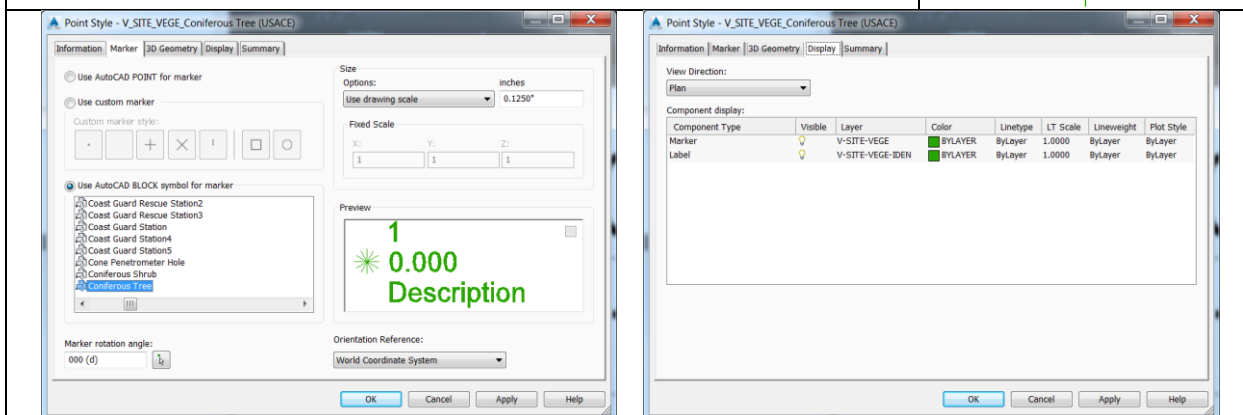 Point Style - V_SITE_VEGE_Coniferous Tree (USACE)
Information Marker 3D Geometry Display Summary
Use AutoCAD POINT for marker
Use custom marker
Custom marker style:
Use AutoCAD BLOCK symbol for marker
Coast Guard Rescue Station2
Coast Guard Rescue Station3
Coast Guard Station
Coast Guard Station4
Coast Guard Station5
Cone Penetrometer Hole
Coniferous Shrub
Coniferous Tree
Marker rotation angle:
000 (d)
Size
Options: inches
Use drawing scale 0.1250"
Fixed Scale
X: Y: Z:
1 1 1
Preview
1
0.000
Description
Orientation Reference:
World Coordinate System
OK Cancel Apply Help
Point Style - V_SITE_VEGE_Coniferous Tree (USACE)
Information Marker 3D Geometry Display Summary
View Direction:
Plan
Component display:
Component Type Visible Layer Color Linetype LT Scale Lineweight Plot Style
Marker V-SITE-VEGE BYLAYER ByLayer 1.0000 ByLayer ByLayer
Label V-SITE-VEGE-IDEN BYLAYER ByLayer 1.0000 ByLayer ByLayer
OK Cancel Apply Help